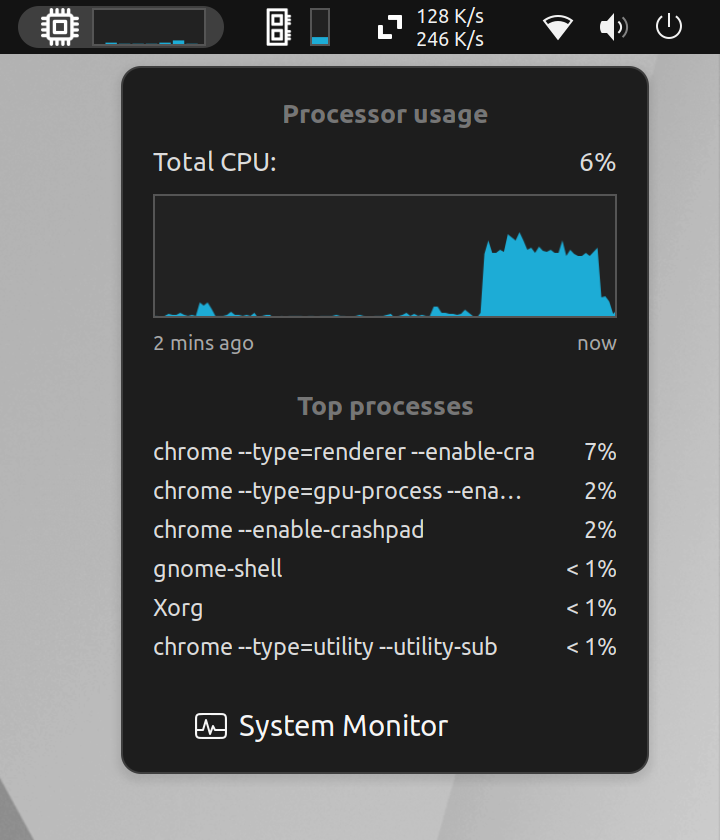 128 K/s
246 K/s
Processor usage
Total CPU: 6%
2 mins ago now
Top processes
chrome --type=renderer --enable-cra 7%
chrome --type=gpu-process --ena… 2%
chrome --enable-crashpad 2%
gnome-shell < 1%
Xorg < 1%
chrome --type=utility --utility-sub < 1%
System Monitor